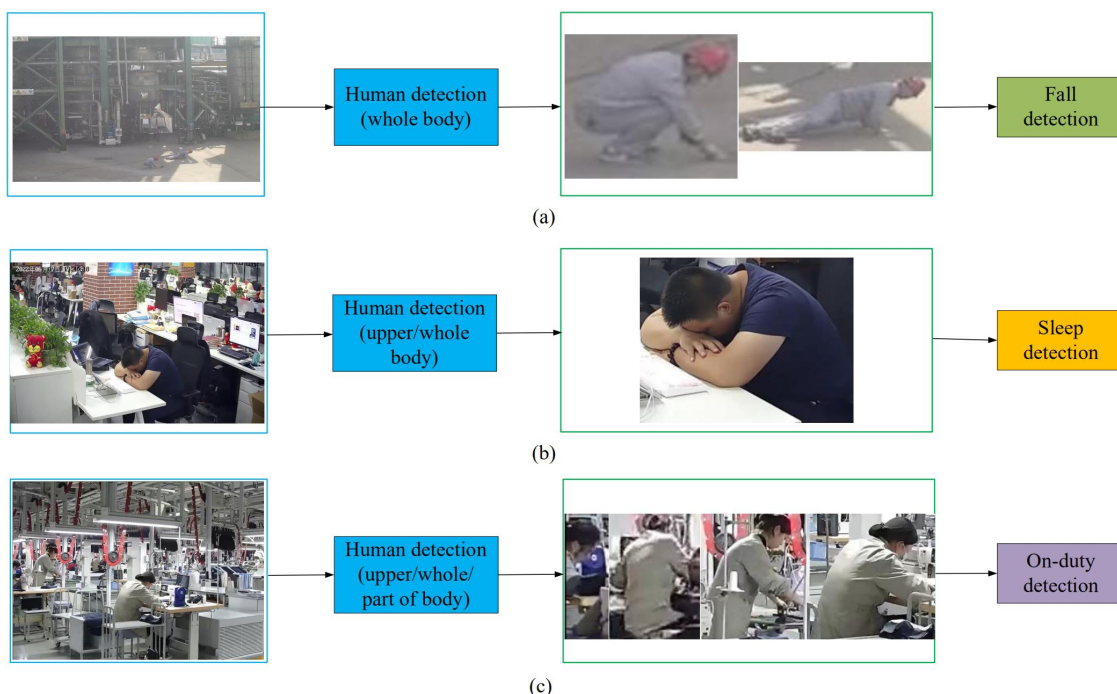 Human detection
(whole body)
Fall
detection
(a)
Human detection
(upper/whole
body)
Sleep
detection
(b)
Human detection
(upper/whole/
part of body)
On-duty
detection
(c)